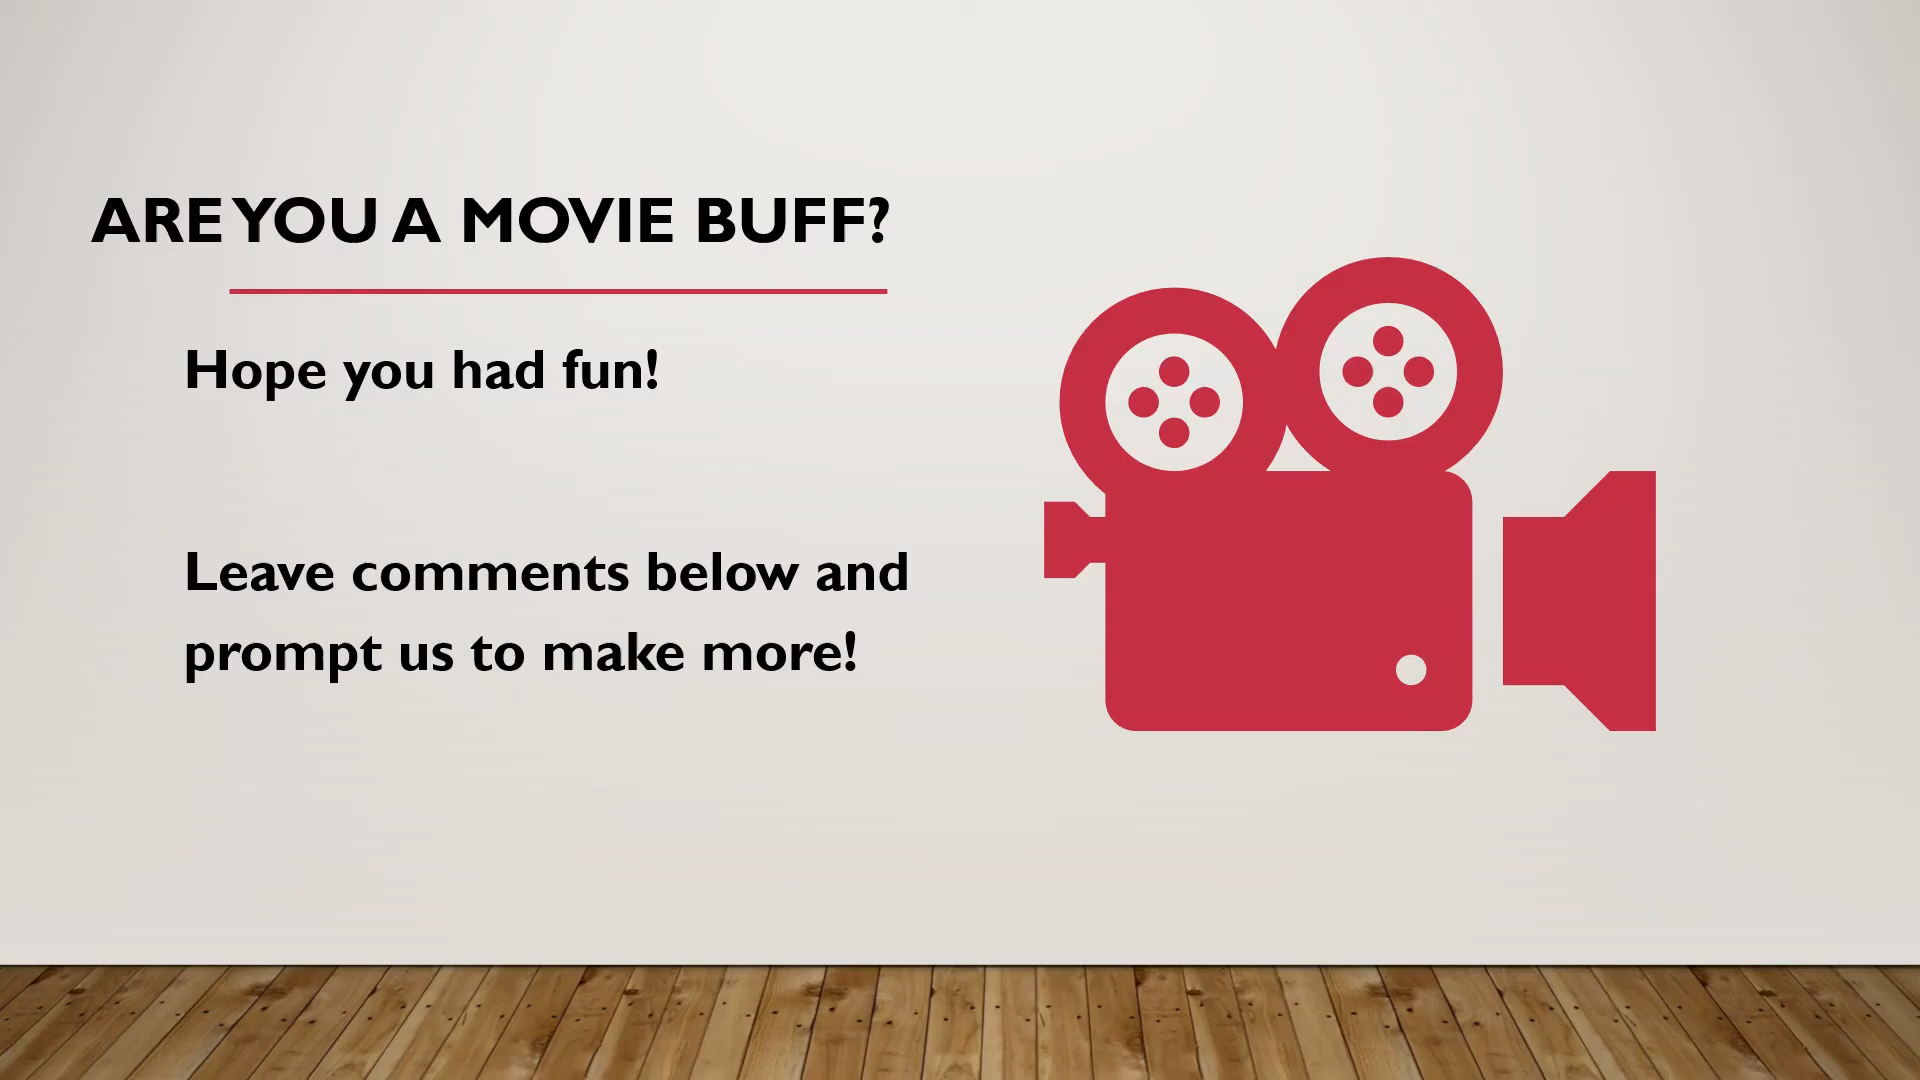 ARE YOU A MOVIE BUFF?
Hope you had fun!
Leave comments below and
prompt us to make more!